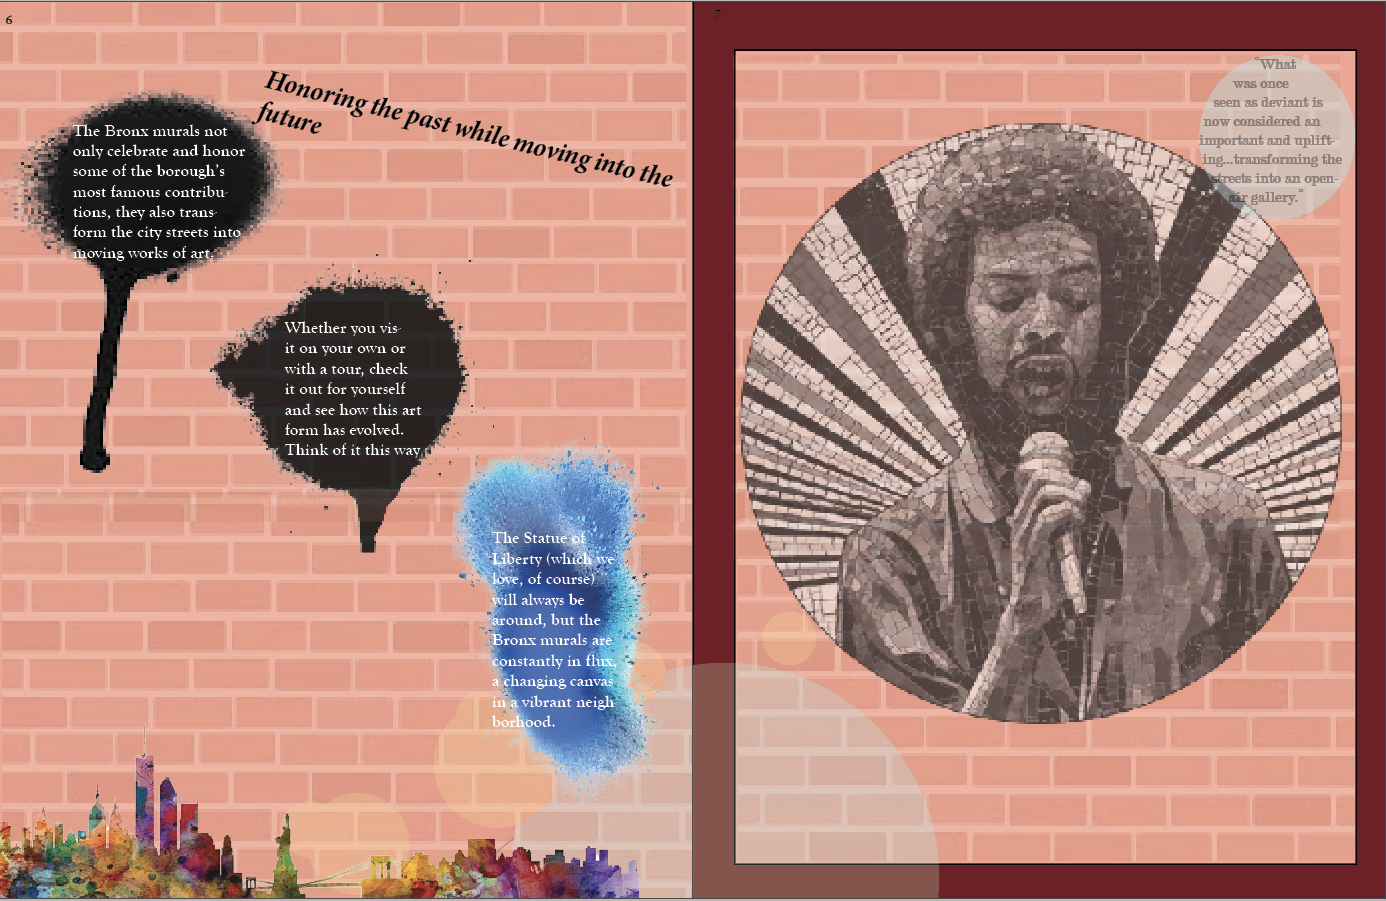 6
Honoring the past while moving into the
future
The Bronx murals not
only celebrate and honor
some of the borough's
most famous contribu-
tions, they also trans-
form the city streets into
moving works of art.
Whether you vis-
it on your own or
with a tour, check
it out for yourself
and see how this art
form has evolved.
Think of it this way
The Statue of
Liberty (which we
love, of course)
will always be
around, but the
Bronx murals are
constantly in flux,
a changing canvas
in a vibrant neigh
borhood.
7
"What
was once
seen as deviant is
now considered an
important and uplift-
ing...transforming the
streets into an open-
air gallery."